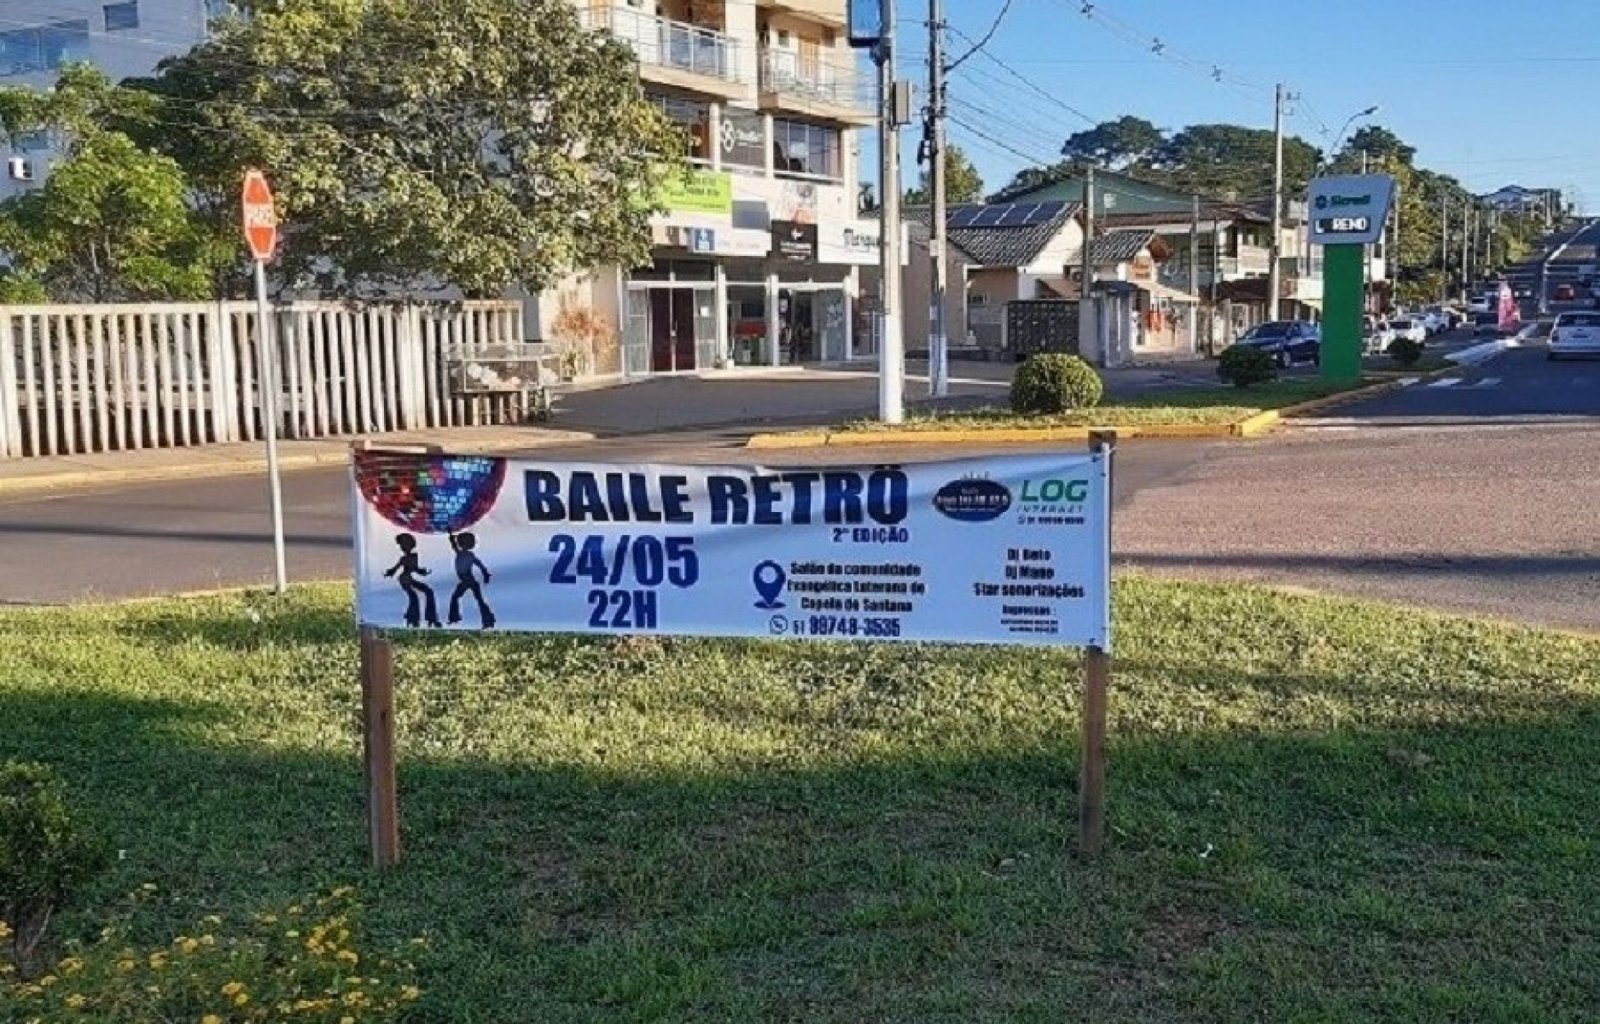 PARE
Sicredi
BAILE RETRÔ
2ª EDIÇÃO
24/05
22H
Salão da comunidade
Evangélica Luterana de
Capela de Santana
51 99748-3535
LOG
INTERNET
Dj Beto
Dj Mano
Star sonorizações
Ingressos :